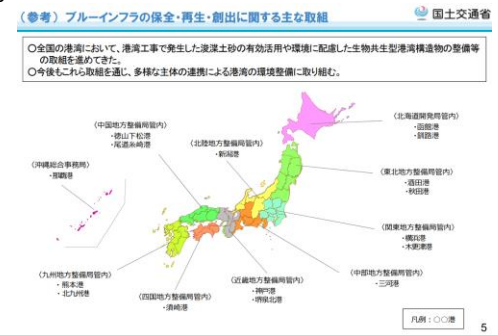 (参考) ブルーインフラの保全・再生・創出に関する主な取組
国土交通省
○全国の港湾において、港湾工事で発生した浚渫土砂の有効活用や環境に配慮した生物共生型港湾構造物の整備等
の取組を進めてきた。
○今後もこれら取組を通じ、多様な主体の連携による港湾の環境整備に取り組む。
(北海道開発局管内)
・函館港
・釧路港
(中国地方整備局管内)
・徳山下松港
・尾道糸崎港
(北陸地方整備局管内)
・新潟港
(沖縄総合事務局)
・那覇港
(東北地方整備局管内)
・酒田港
・秋田港
(関東地方整備局管内)
・横浜港
・木更津港
(九州地方整備局管内)
・熊本港
・北九州港
(四国地方整備局管内)
・須崎港
(近畿地方整備局管内)
・神戸港
・堺泉北港
(中部地方整備局管内)
・三河港
凡例:○○港
5